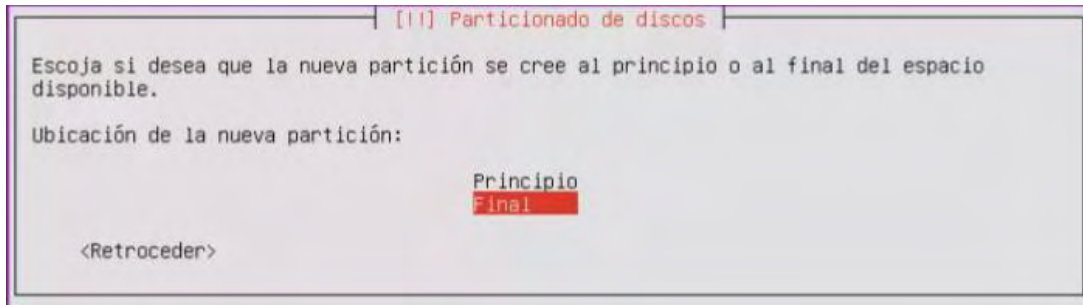 [!!] Particionado de discos
Escoja si desea que la nueva partición se cree al principio o al final del espacio
disponible.
Ubicación de la nueva partición:
Principio
Final
<Retroceder>